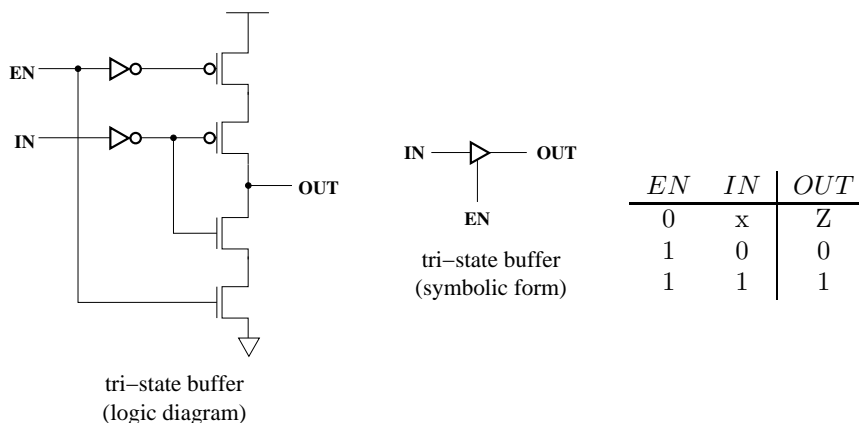 EN
IN
OUT
tri−state buffer
(logic diagram)
IN
OUT
EN
tri−state buffer
(symbolic form)
EN IN OUT
0 x Z
1 0 0
1 1 1